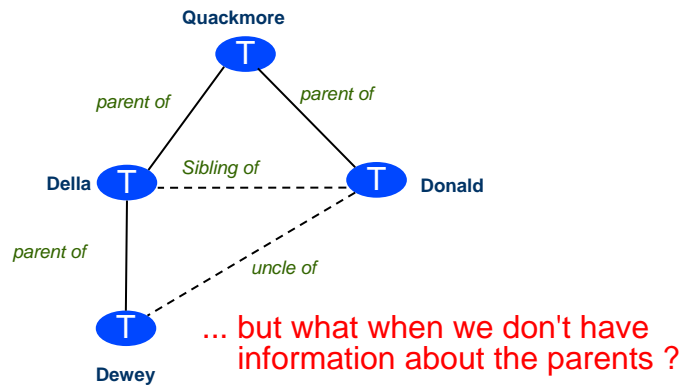 Quackmore
T
parent of
parent of
Sibling of
Della
T
T
Donald
parent of
uncle of
T
Dewey
... but what when we don't have
information about the parents ?